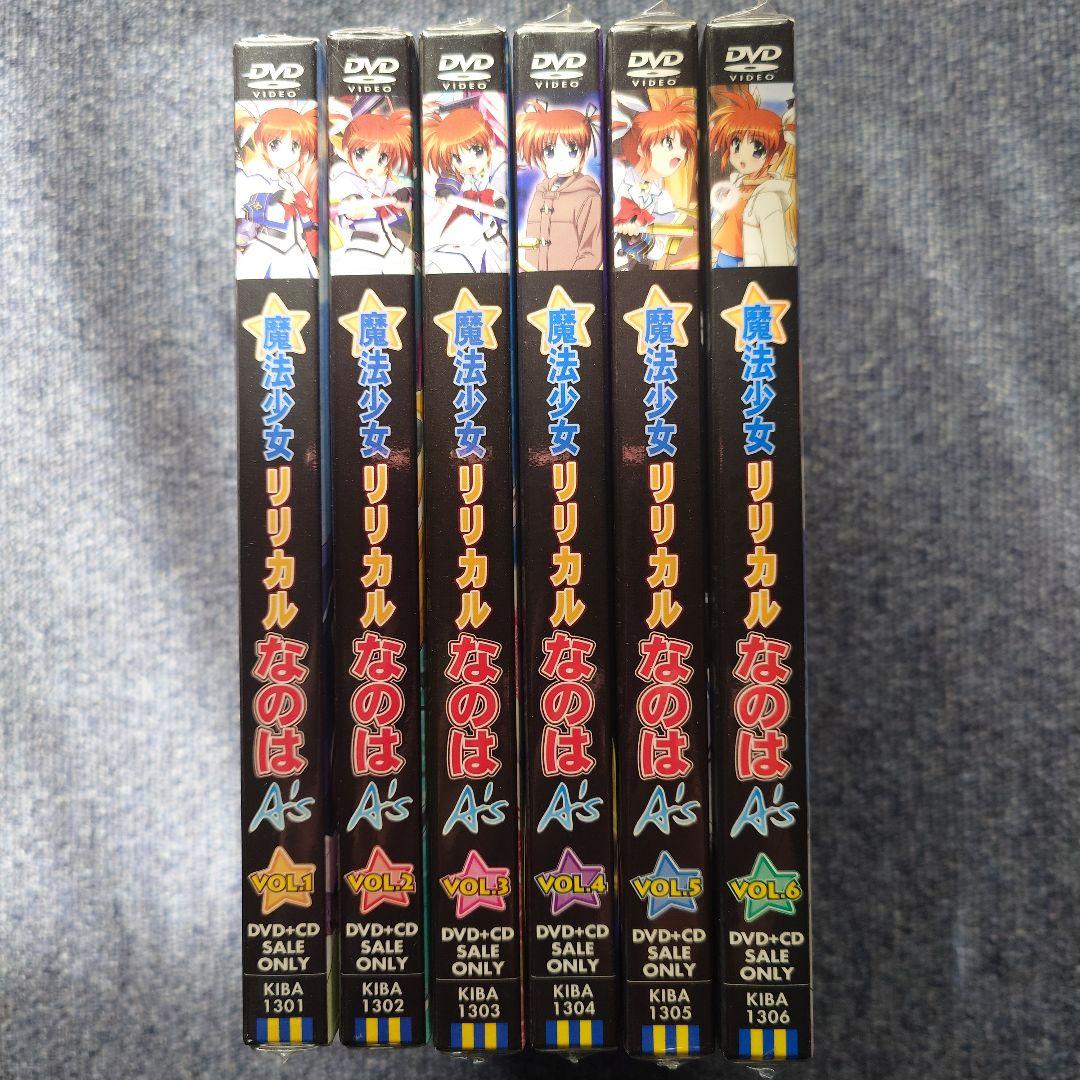 DVD
VIDEO
魔法少女
リリカル
なのは
A's
VOL.1
DVD+CD
SALE
ONLY
KIBA
1301
DVD
VIDEO
魔法少女
リリカル
なのは
A's
VOL.2
DVD+CD
SALE
ONLY
KIBA
1302
DVD
VIDEO
魔法少女
リリカル
なのは
A's
VOL.3
DVD+CD
SALE
ONLY
KIBA
1303
DVD
VIDEO
魔法少女
リリカル
なのは
A's
VOL.4
DVD+CD
SALE
ONLY
KIBA
1304
DVD
VIDEO
魔法少女
リリカル
なのは
A's
VOL.5
DVD+CD
SALE
ONLY
KIBA
1305
DVD
VIDEO
魔法少女
リリカル
なのは
A's
VOL.6
DVD+CD
SALE
ONLY
KIBA
1306